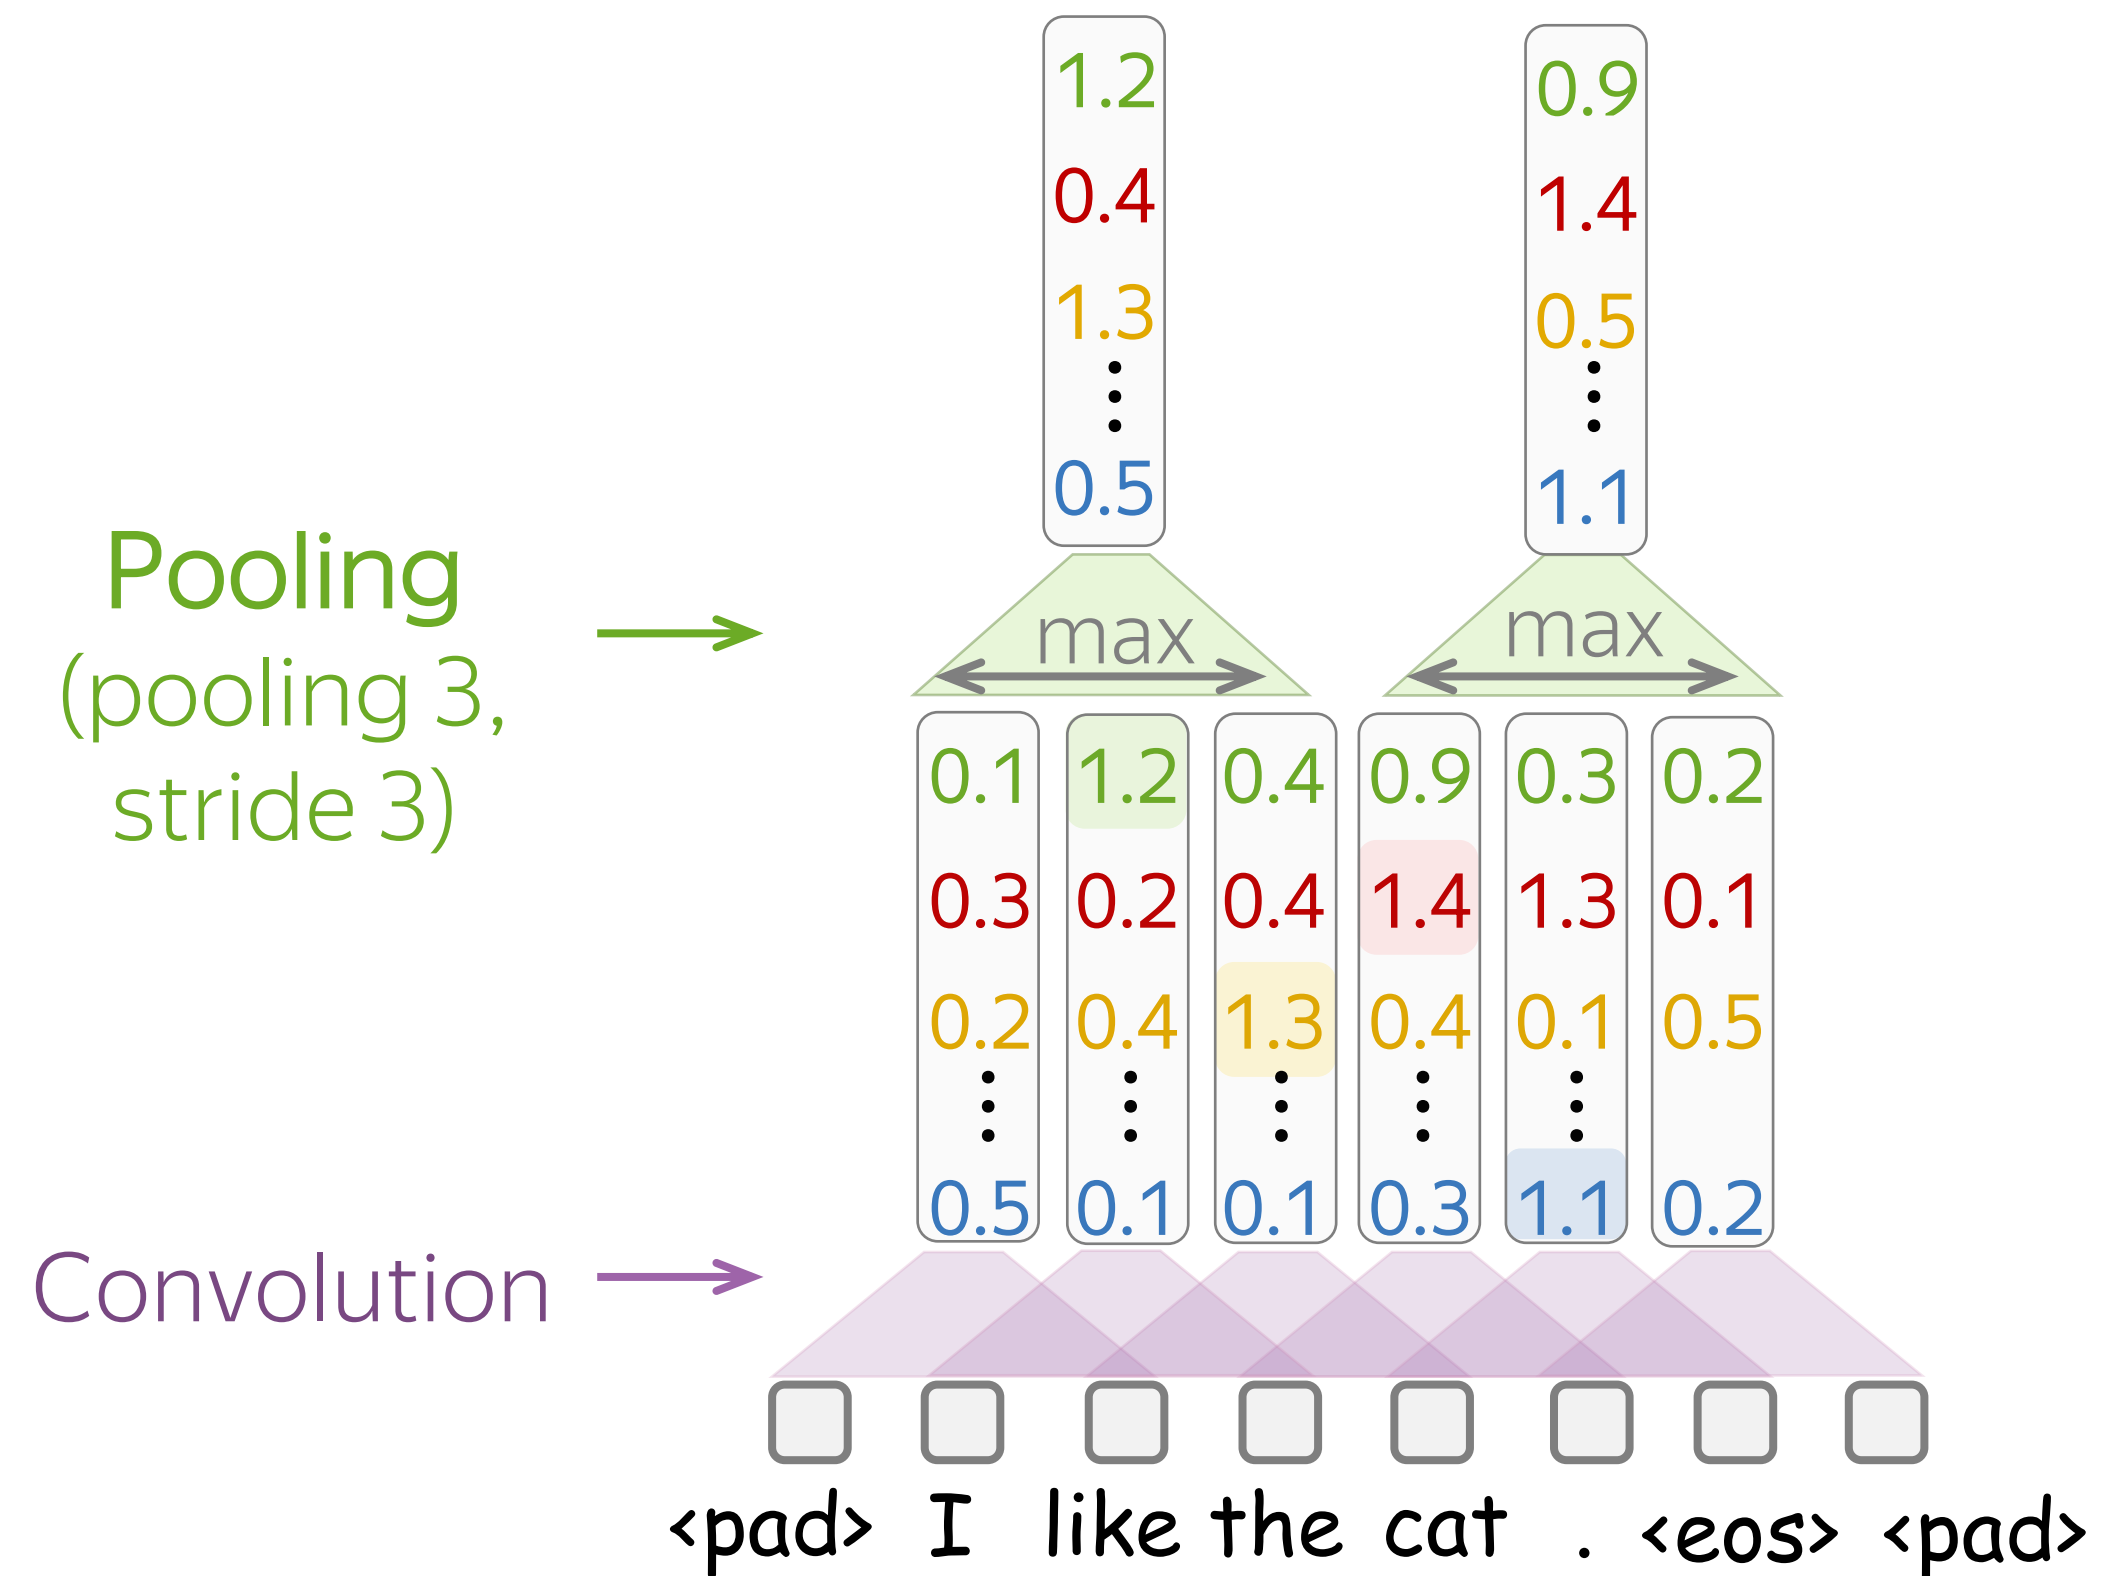 1.2 0.9
0.4 1.4
1.3 0.5
0.5 1.1
Pooling
(pooling 3,
stride 3)
max max
0.1 1.2 0.4 0.9 0.3 0.2
0.3 0.2 0.4 1.4 1.3 0.1
0.2 0.4 1.3 0.4 0.1 0.5
0.5 0.1 0.1 0.3 1.1 0.2
Convolution
<pad> I like the cat . <eos> <pad>